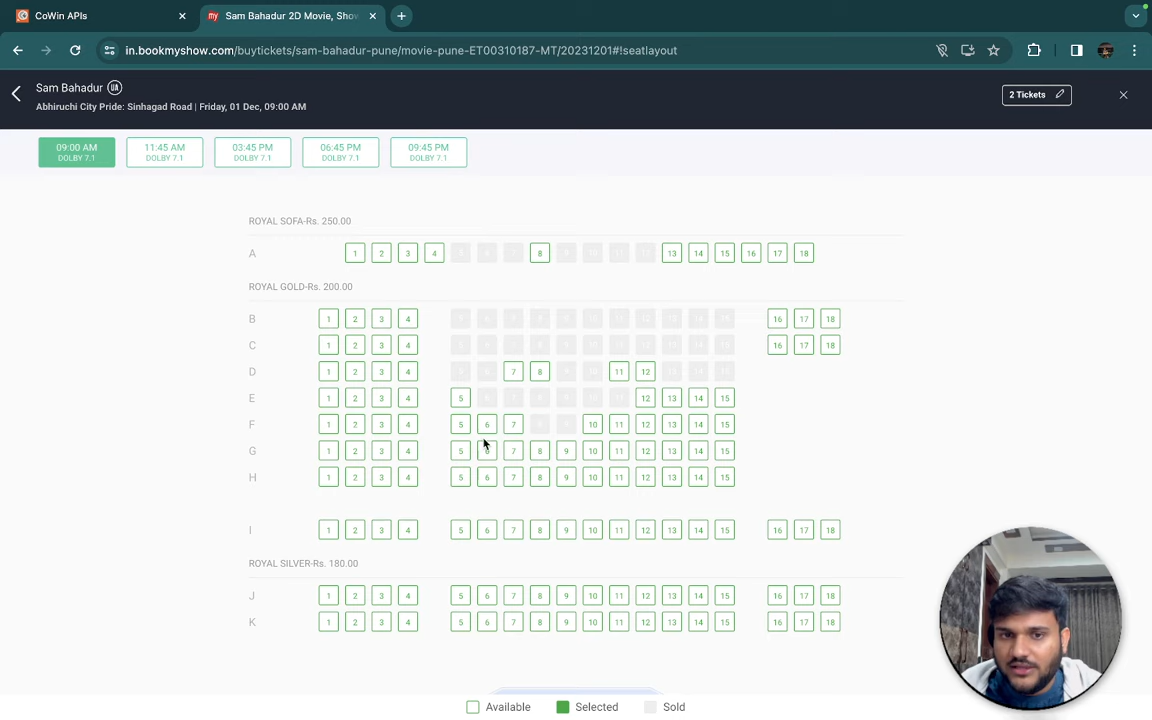 CoWin APIs
my Sam Bahadur 2D Movie, Show
in.bookmyshow.com/buytickets/sam-bahadur-pune/movie-pune-ET00310187-MT/20231201#!seatlayout
Sam Bahadur UA
Abhiruchi City Pride: Sinhagad Road | Friday, 01 Dec, 09:00 AM
2 Tickets
09:00 AM 11:45 AM 03:45 PM 06:45 PM 09:45 PM
DOLBY 7.1 DOLBY 7.1 DOLBY 7.1 DOLBY 7.1 DOLBY 7.1
ROYAL SOFA-Rs. 250.00
A 1 2 3 4 8 13 14 15 16 17 18
ROYAL GOLD-Rs. 200.00
B 1 2 3 4 16 17 18
C 1 2 3 4 16 17 18
D 1 2 3 4 7 8 11 12
E 1 2 3 4 5 12 13 14 15
F 1 2 3 4 5 6 7 10 11 12 13 14 15
G 1 2 3 4 5 6 7 8 9 10 11 12 13 14 15
H 1 2 3 4 5 6 7 8 9 10 11 12 13 14 15
I 1 2 3 4 5 6 7 8 9 10 11 12 13 14 15 16 17 18
ROYAL SILVER-Rs. 180.00
J 1 2 3 4 5 6 7 8 9 10 11 12 13 14 15 16 17 18
K 1 2 3 4 5 6 7 8 9 10 11 12 13 14 15 16 17 18
Available Selected Sold